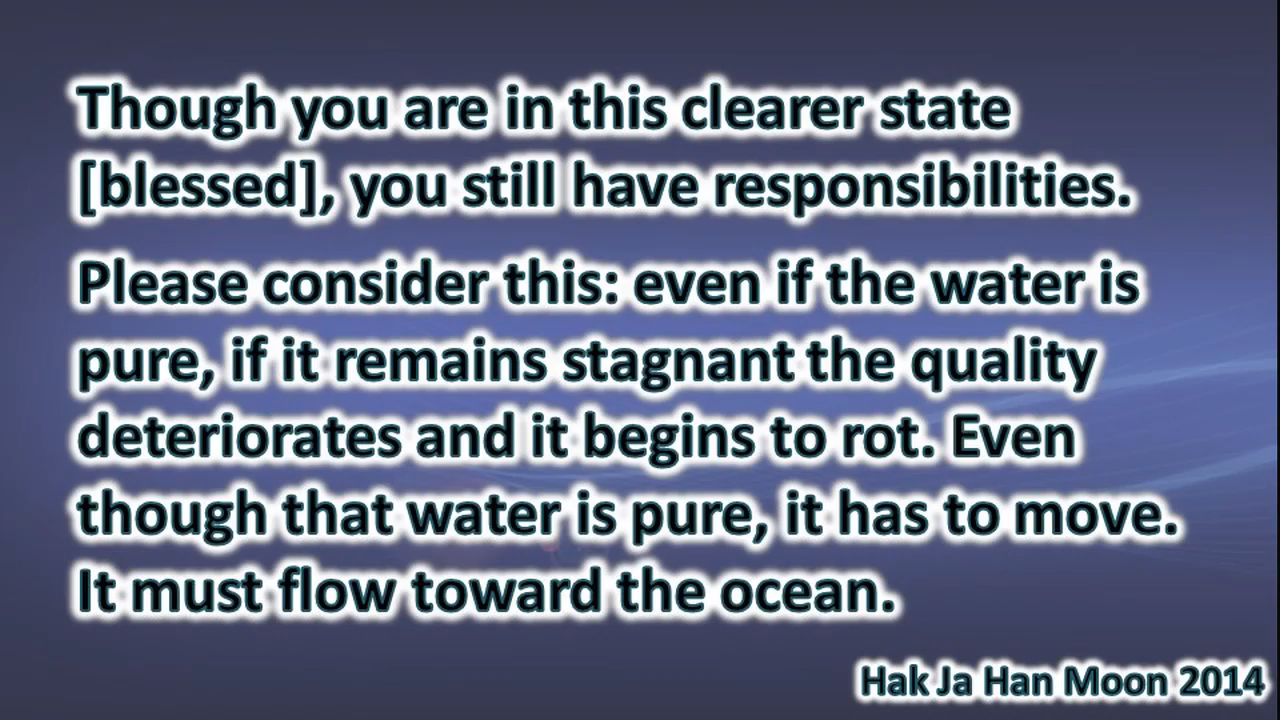 Though you are in this clearer state
[blessed], you still have responsibilities.
Please consider this: even if the water is
pure, if it remains stagnant the quality
deteriorates and it begins to rot. Even
though that water is pure, it has to move.
It must flow toward the ocean.
Hak Ja Han Moon 2014